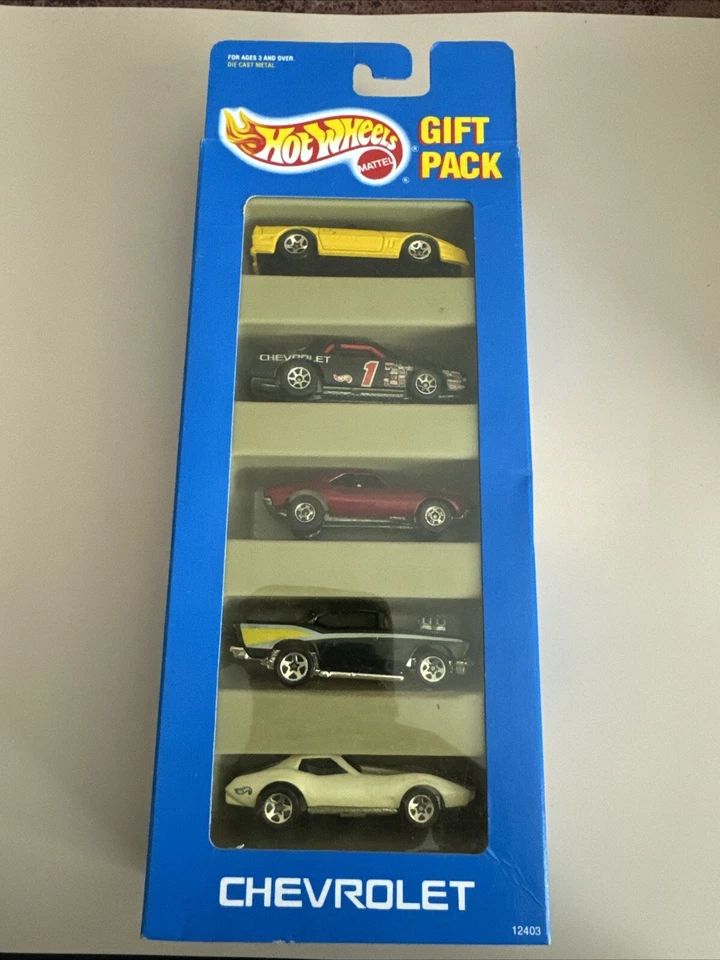 FOR AGES 3 AND OVER.
DIE CAST METAL
HOT WHEELS
®
MATTEL
®
GIFT
PACK
CHEVROLET
1
CHEVROLET
12403